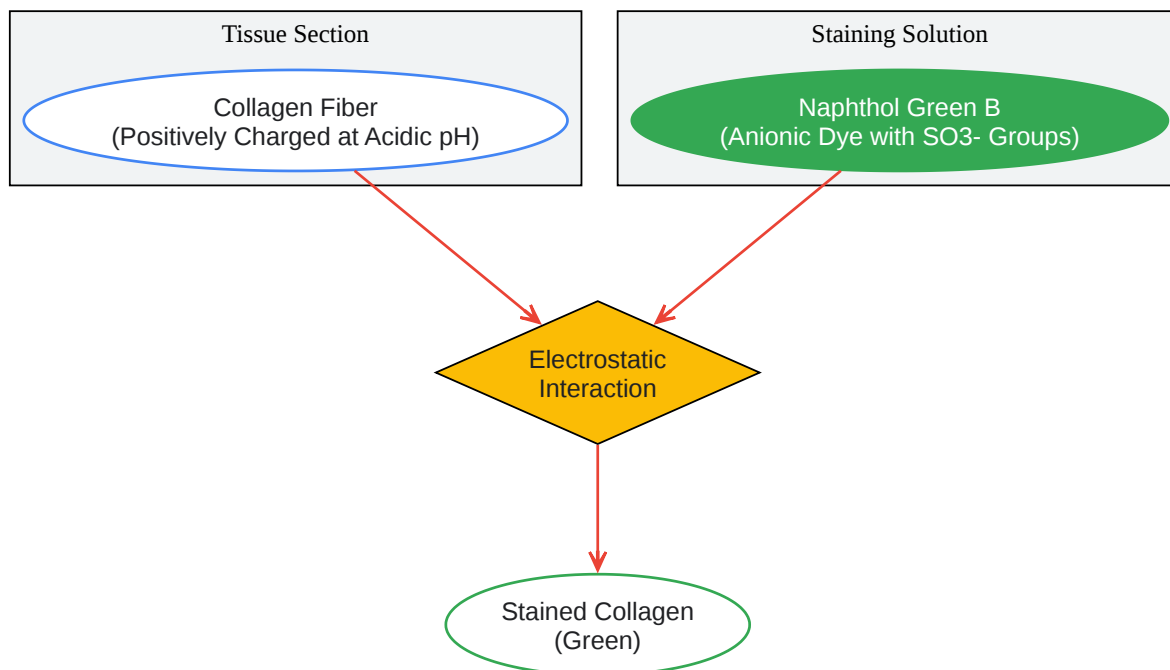 Tissue Section
Staining Solution
Collagen Fiber
(Positively Charged at Acidic pH)
Naphthol Green B
(Anionic Dye with SO3- Groups)
Electrostatic
Interaction
Stained Collagen
(Green)